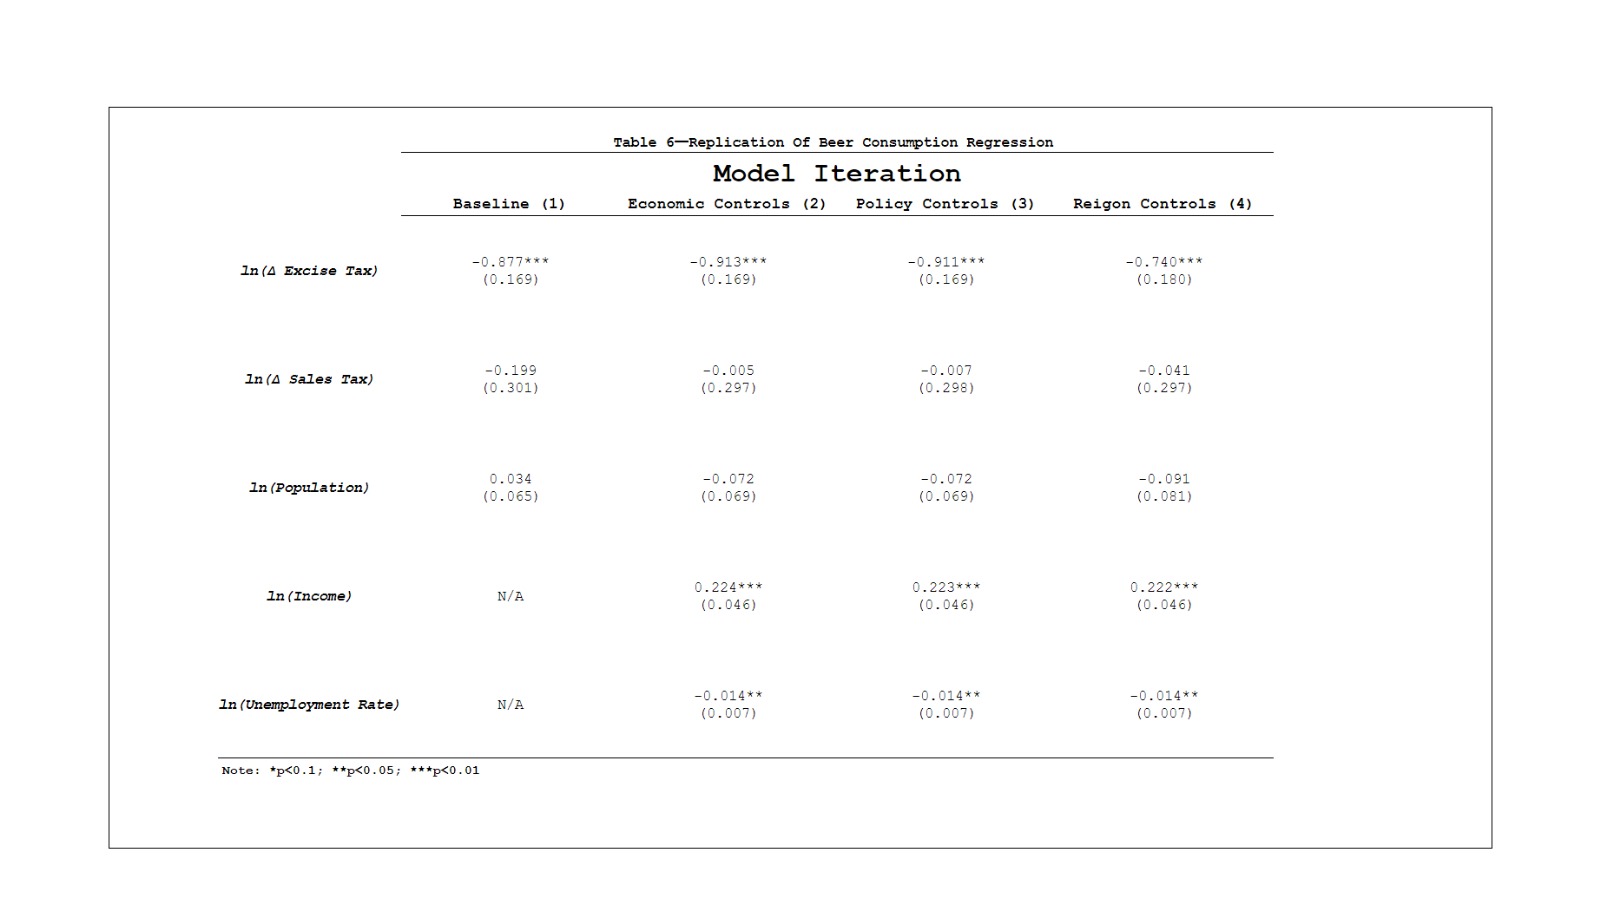 Table 6—Replication Of Beer Consumption Regression
Model Iteration
Baseline (1) Economic Controls (2) Policy Controls (3) Reigon Controls (4)
ln(Δ Excise Tax) -0.877*** -0.913*** -0.911*** -0.740***
(0.169) (0.169) (0.169) (0.180)
ln(Δ Sales Tax) -0.199 -0.005 -0.007 -0.041
(0.301) (0.297) (0.298) (0.297)
ln(Population) 0.034 -0.072 -0.072 -0.091
(0.065) (0.069) (0.069) (0.081)
ln(Income) N/A 0.224*** 0.223*** 0.222***
(0.046) (0.046) (0.046)
ln(Unemployment Rate) N/A -0.014** -0.014** -0.014**
(0.007) (0.007) (0.007)
Note: *p<0.1; **p<0.05; ***p<0.01